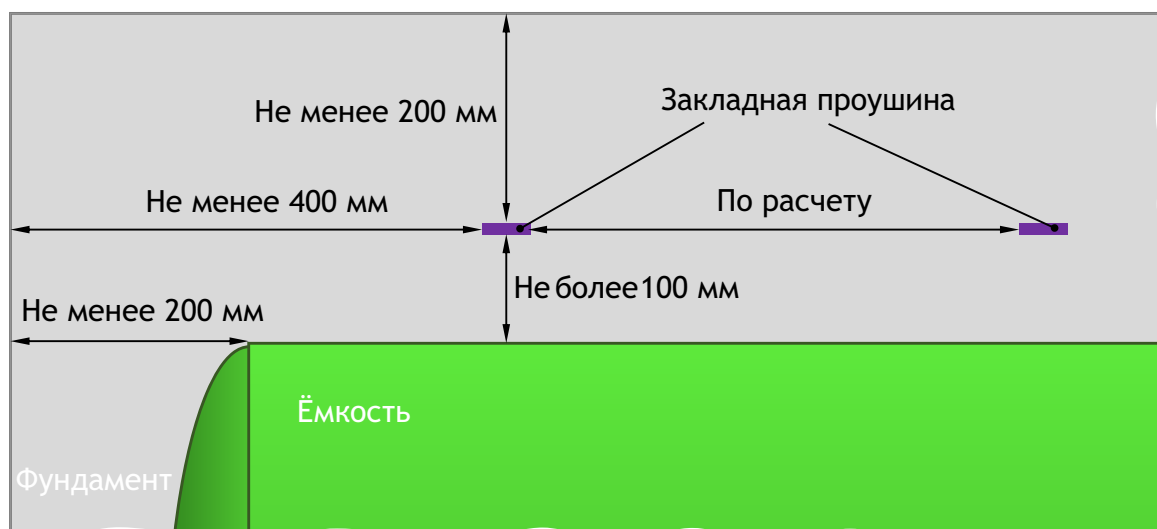 Не менее 200 мм
Закладная проушина
Не менее 400 мм
По расчету
Не более 100 мм
Не менее 200 мм
Ёмкость
Фундамент